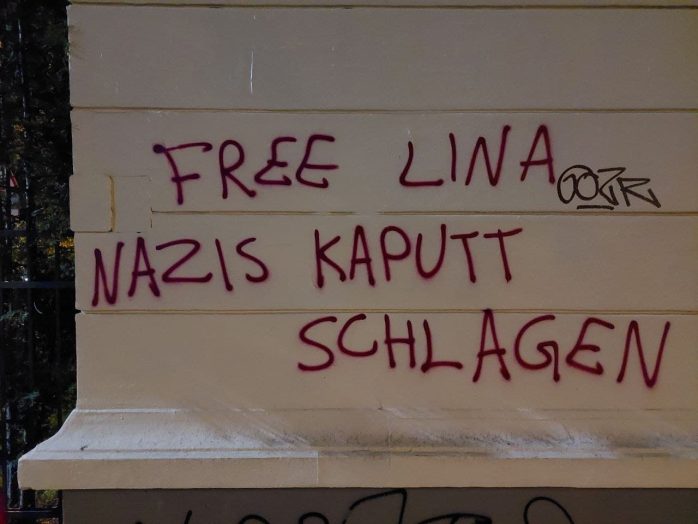 FREE LINA
NAZIS KAPUTT
SCHLAGEN